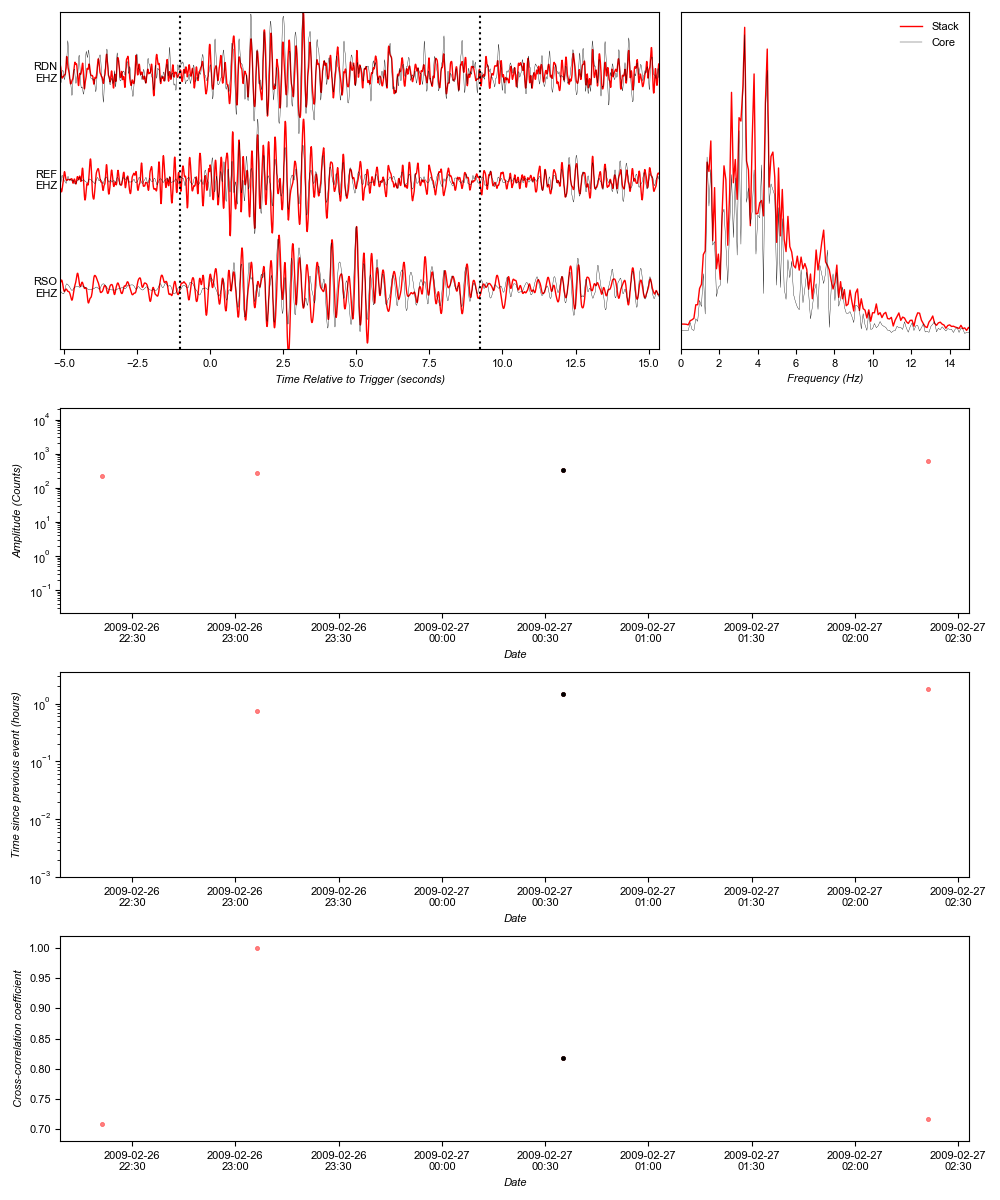 RDN
EHZ
REF
EHZ
RSO
EHZ
−5.0 −2.5 0.0 2.5 5.0 7.5 10.0 12.5 15.0
Time Relative to Trigger (seconds)
Stack
Core
0 2 4 6 8 10 12 14
Frequency (Hz)
10⁴
10³
10²
10¹
10⁰
10⁻¹
Amplitude (Counts)
2009-02-26 2009-02-26 2009-02-26 2009-02-27 2009-02-27 2009-02-27 2009-02-27 2009-02-27 2009-02-27
22:30 23:00 23:30 00:00 00:30 01:00 01:30 02:00 02:30
Date
10⁰
10⁻¹
10⁻²
10⁻³
Time since previous event (hours)
2009-02-26 2009-02-26 2009-02-26 2009-02-27 2009-02-27 2009-02-27 2009-02-27 2009-02-27 2009-02-27
22:30 23:00 23:30 00:00 00:30 01:00 01:30 02:00 02:30
Date
1.00
0.95
0.90
0.85
0.80
0.75
0.70
Cross-correlation coefficient
2009-02-26 2009-02-26 2009-02-26 2009-02-27 2009-02-27 2009-02-27 2009-02-27 2009-02-27 2009-02-27
22:30 23:00 23:30 00:00 00:30 01:00 01:30 02:00 02:30
Date